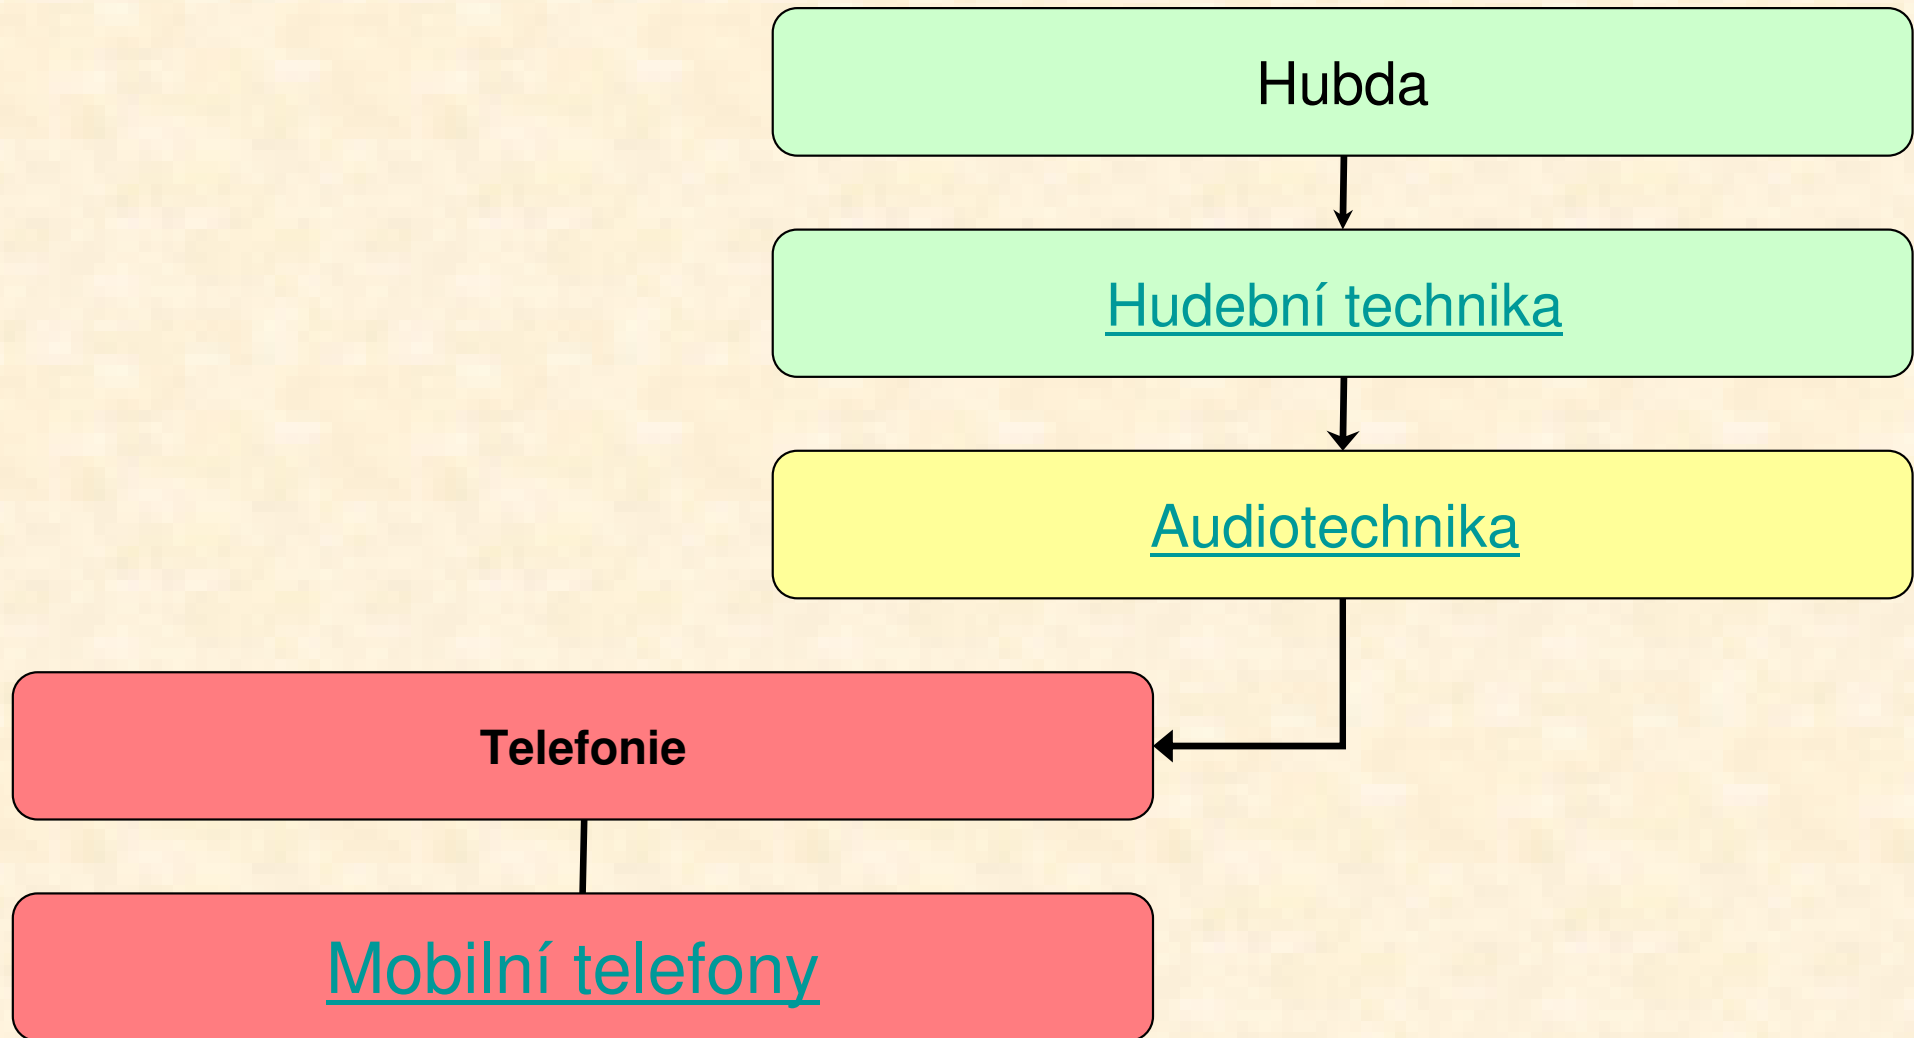 Hubda
Hudební technika
Audiotechnika
Telefonie
Mobilní telefony